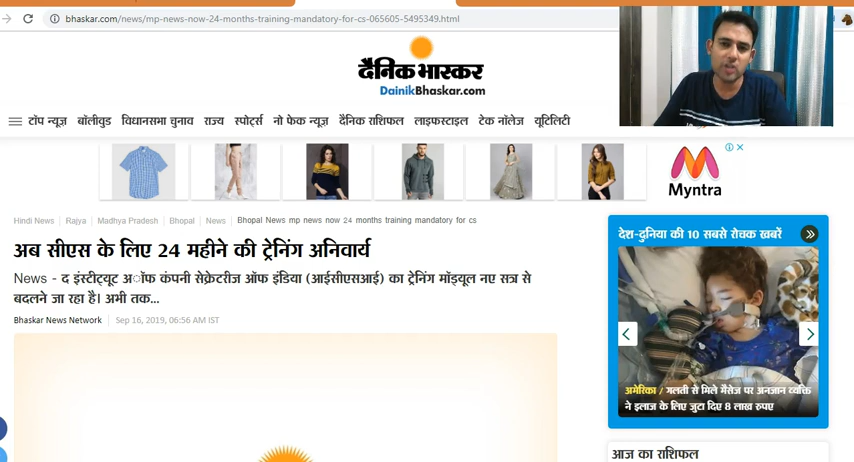 bhaskar.com/news/mp-news-now-24-months-training-mandatory-for-cs-065605-5495349.html
दैनिक भास्कर
DainikBhaskar.com
टॉप न्यूज़ बॉलीवुड विधानसभा चुनाव राज्य स्पोर्ट्स नो फेक न्यूज़ दैनिक राशिफल लाइफस्टाइल टेक नॉलेज यूटिलिटी
Myntra
Hindi News Rajya Madhya Pradesh Bhopal News Bhopal News mp news now 24 months training mandatory for cs
अब सीएस के लिए 24 महीने की ट्रेनिंग अनिवार्य
News - द इंस्टीट्यूट अॉफ कंपनी सेक्रेटरीज ऑफ इंडिया (आईसीएसआई) का ट्रेनिंग मॉड्यूल नए सत्र से
बदलने जा रहा है। अभी तक...
Bhaskar News Network Sep 16, 2019, 06:56 AM IST
देश-दुनिया की 10 सबसे रोचक ख़बरें
अमेरिका / गलती से मिले मैसेज पर अनजान व्यक्ति
ने इलाज के लिए जुटा दिए 8 लाख रुपए
आज का राशिफल